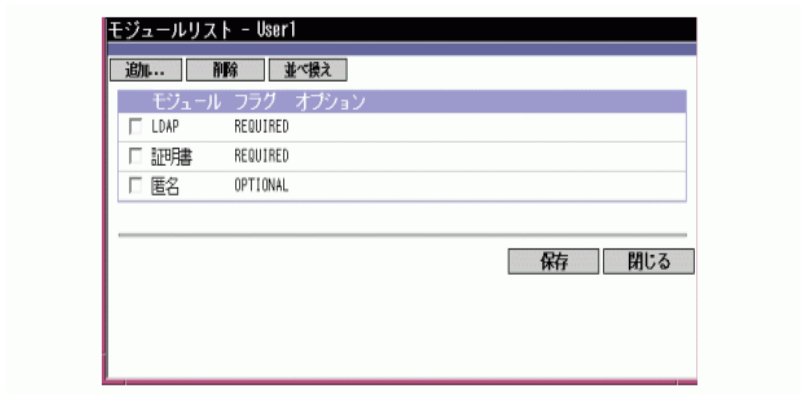 モジュールリスト - User1
追加... 削除 並べ換え
モジュール フラグ オプション
LDAP REQUIRED
証明書 REQUIRED
匿名 OPTIONAL
保存 閉じる